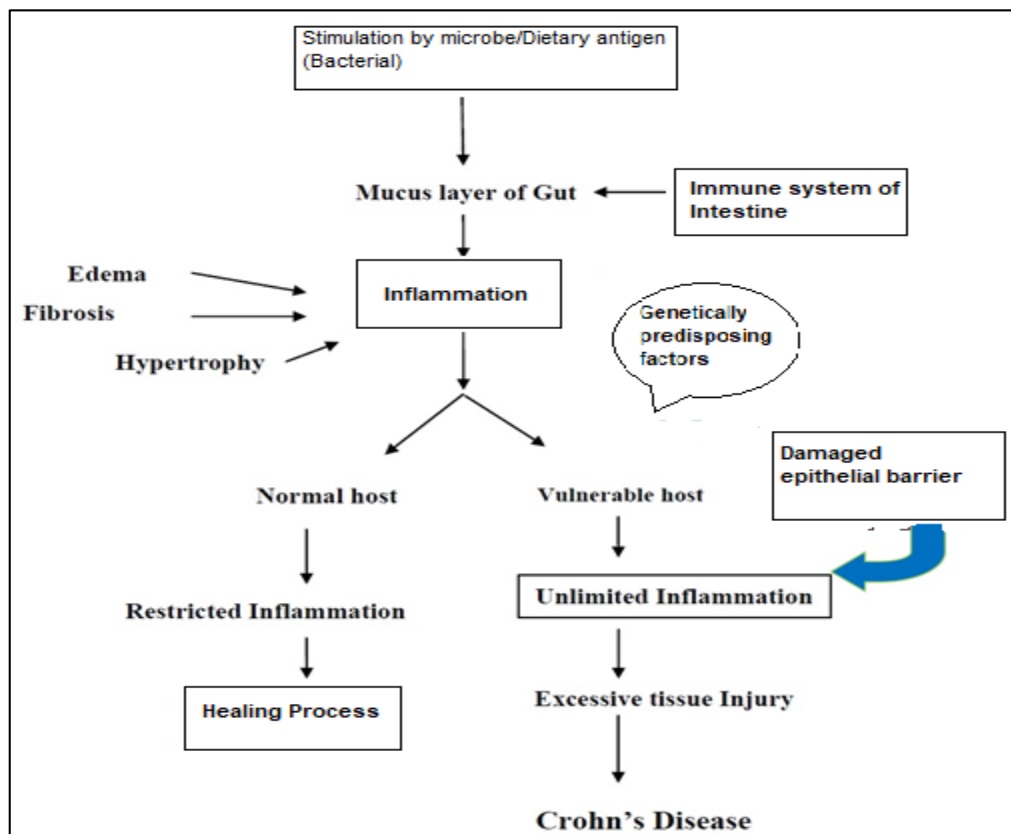 Stimulation by microbe/Dietary antigen
(Bacterial)
Mucus layer of Gut
Immune system of
Intestine
Edema
Fibrosis
Hypertrophy
Inflammation
Genetically
predisposing
factors
Damaged
epithelial barrier
Normal host
Vulnerable host
Restricted Inflammation
Unlimited Inflammation
Healing Process
Excessive tissue Injury
Crohn's Disease